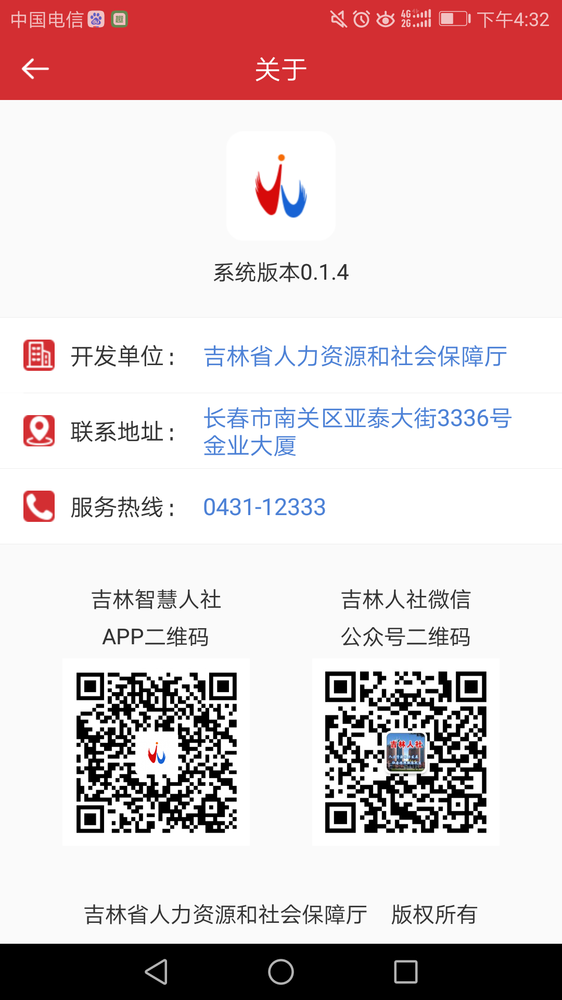 中国电信 du 趣 4G 2G 下午4:32
关于
系统版本0.1.4
开发单位: 吉林省人力资源和社会保障厅
联系地址: 长春市南关区亚泰大街3336号
金业大厦
服务热线: 0431-12333
吉林智慧人社
APP二维码
吉林人社微信
公众号二维码
吉林人社
吉林省人力资源和社会保障厅 版权所有